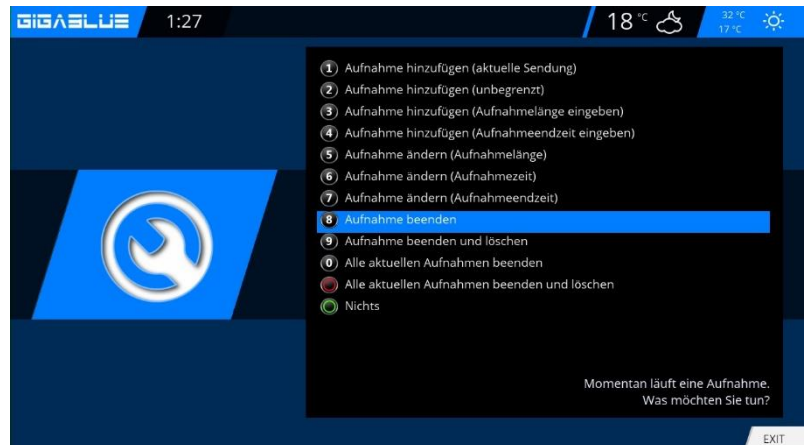 GIGABLUE 1:27 18 °C 32 °C
17 °C
1 Aufnahme hinzufügen (aktuelle Sendung)
2 Aufnahme hinzufügen (unbegrenzt)
3 Aufnahme hinzufügen (Aufnahmelänge eingeben)
4 Aufnahme hinzufügen (Aufnahmeendzeit eingeben)
5 Aufnahme ändern (Aufnahmelänge)
6 Aufnahme ändern (Aufnahmezeit)
7 Aufnahme ändern (Aufnahmeendzeit)
8 Aufnahme beenden
9 Aufnahme beenden und löschen
0 Alle aktuellen Aufnahmen beenden
Alle aktuellen Aufnahmen beenden und löschen
Nichts
Momentan läuft eine Aufnahme.
Was möchten Sie tun?
EXIT